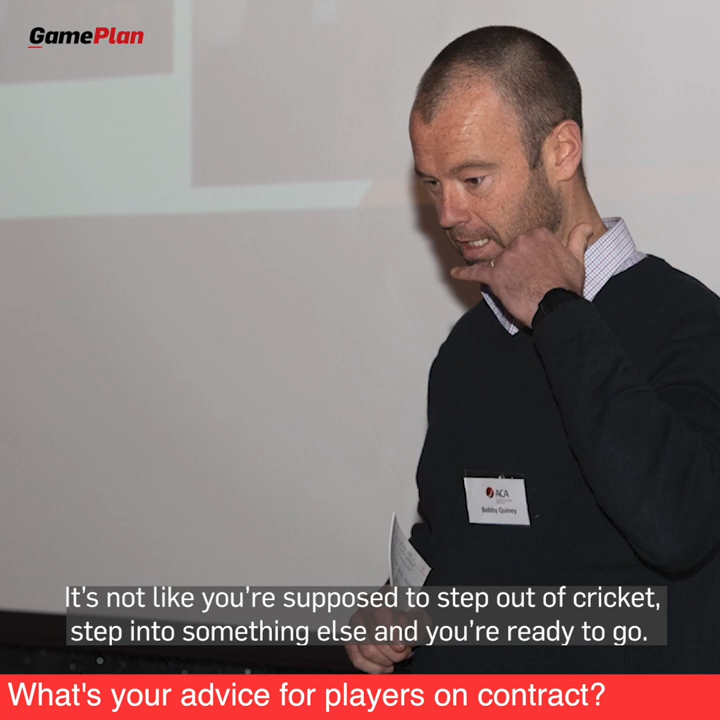 GamePlan
ACA
Bobby Quiney
It's not like you're supposed to step out of cricket,
step into something else and you're ready to go.
What's your advice for players on contract?